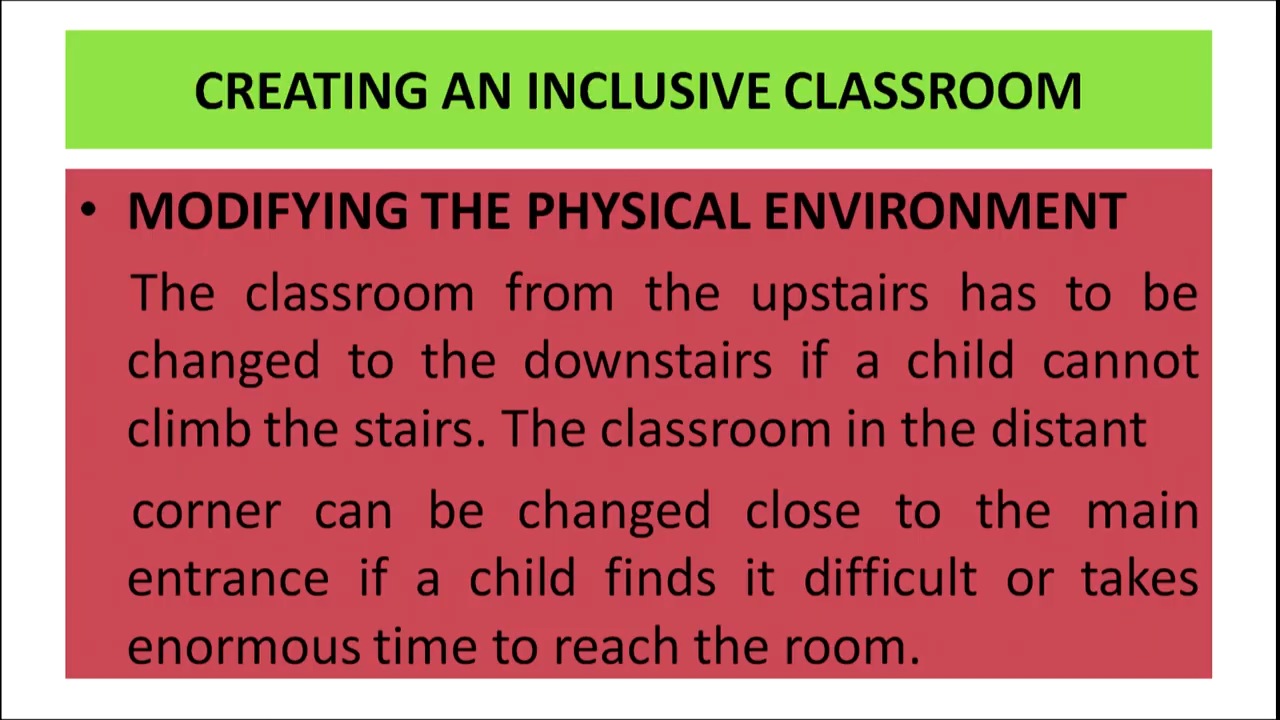 CREATING AN INCLUSIVE CLASSROOM
• MODIFYING THE PHYSICAL ENVIRONMENT
The classroom from the upstairs has to be
changed to the downstairs if a child cannot
climb the stairs. The classroom in the distant
corner can be changed close to the main
entrance if a child finds it difficult or takes
enormous time to reach the room.